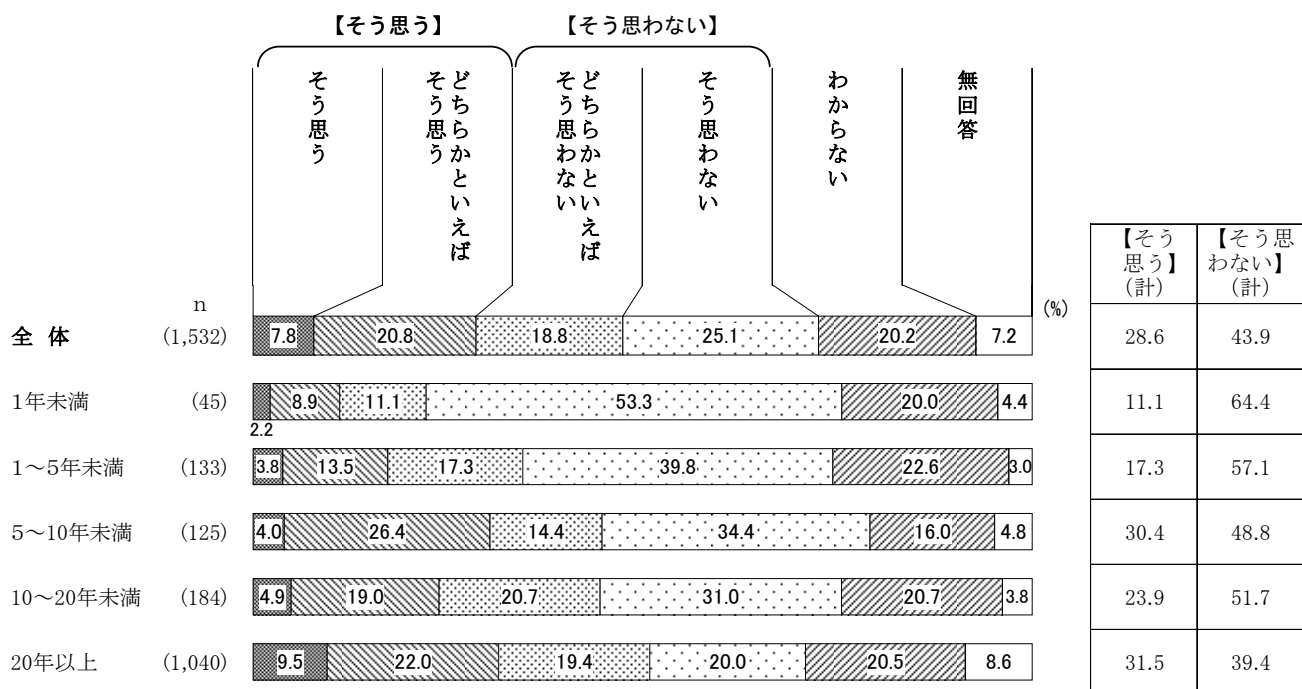 【そう思う】 【そう思わない】
そう思う
どちらかといえば
そう思う
どちらかといえば
そう思わない
そう思わない
わからない
無回答
【そう
思う】
(計)
【そう思
わない】
(計)
n
(%)
全 体 (1,532) 7.8 20.8 18.8 25.1 20.2 7.2 28.6 43.9
1年未満 (45) 8.9 11.1 53.3 20.0 4.4 11.1 64.4
2.2
1～5年未満 (133) 3.8 13.5 17.3 39.8 22.6 3.0 17.3 57.1
5～10年未満 (125) 4.0 26.4 14.4 34.4 16.0 4.8 30.4 48.8
10～20年未満 (184) 4.9 19.0 20.7 31.0 20.7 3.8 23.9 51.7
20年以上 (1,040) 9.5 22.0 19.4 20.0 20.5 8.6 31.5 39.4